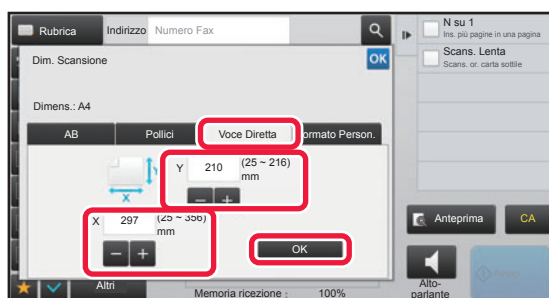 Rubrica
Indirizzo
Numero Fax
N su 1
Ins. più pagine in una pagina
Scans. Lenta
Scans. or. carta sottile
Dim. Scansione
OK
Dimens.: A4
AB
Pollici
Voce Diretta
ormato Person.
Y
Y
210
(25 ~ 216)
mm
X
X
297
(25 ~ 356)
mm
OK
Anteprima
CA
Altri
Memoria ricezione :
100%
Alto-
parlante